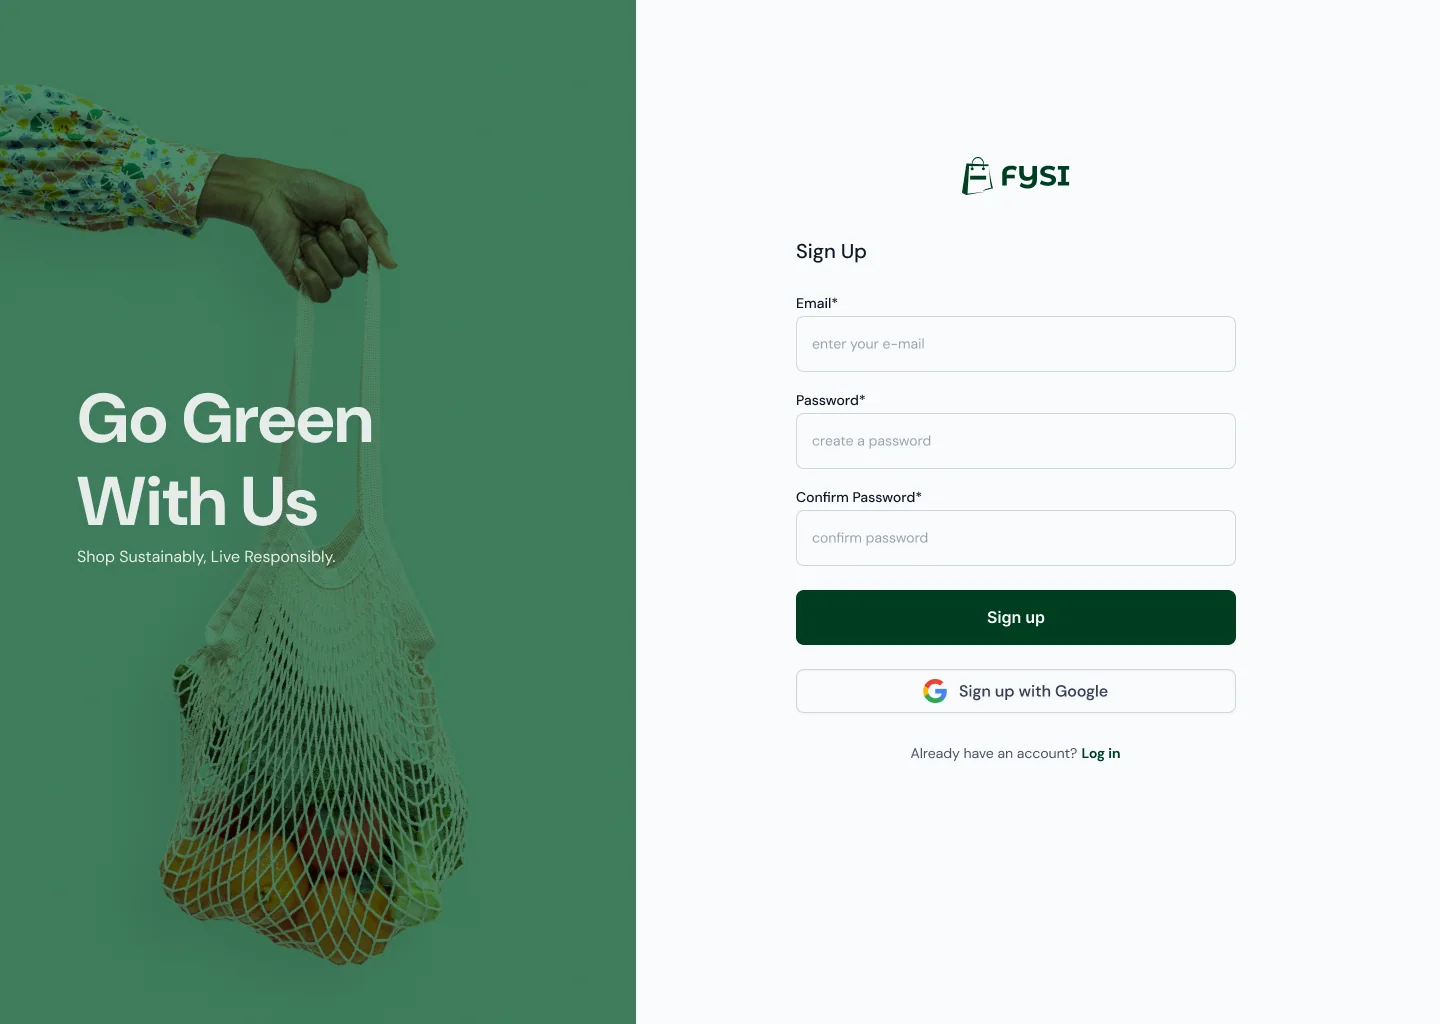 Go Green
With Us
Shop Sustainably, Live Responsibly.
FYSI
Sign Up
Email*
enter your e-mail
Password*
create a password
Confirm Password*
confirm password
Sign up
Sign up with Google
Already have an account? Log in